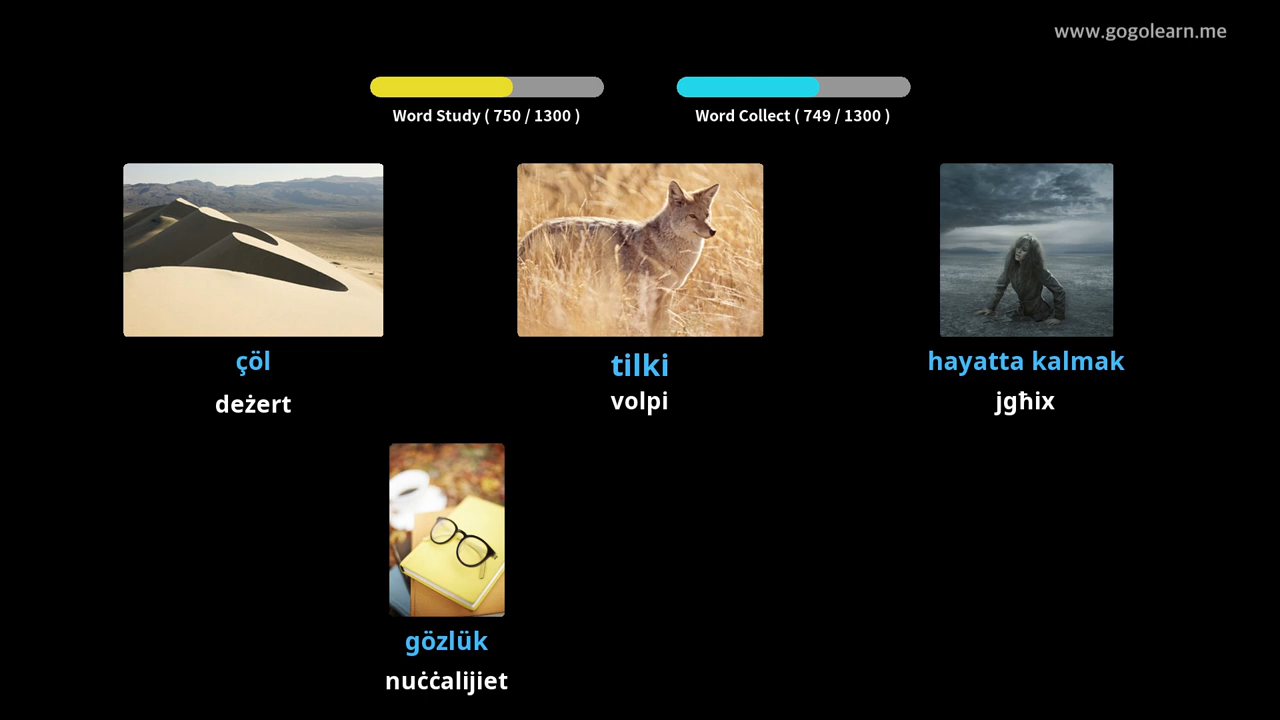 www.gogolearn.me
Word Study ( 750 / 1300 )
Word Collect ( 749 / 1300 )
çöl
deżert
tilki
volpi
hayatta kalmak
jgħix
gözlük
nuċċalijiet